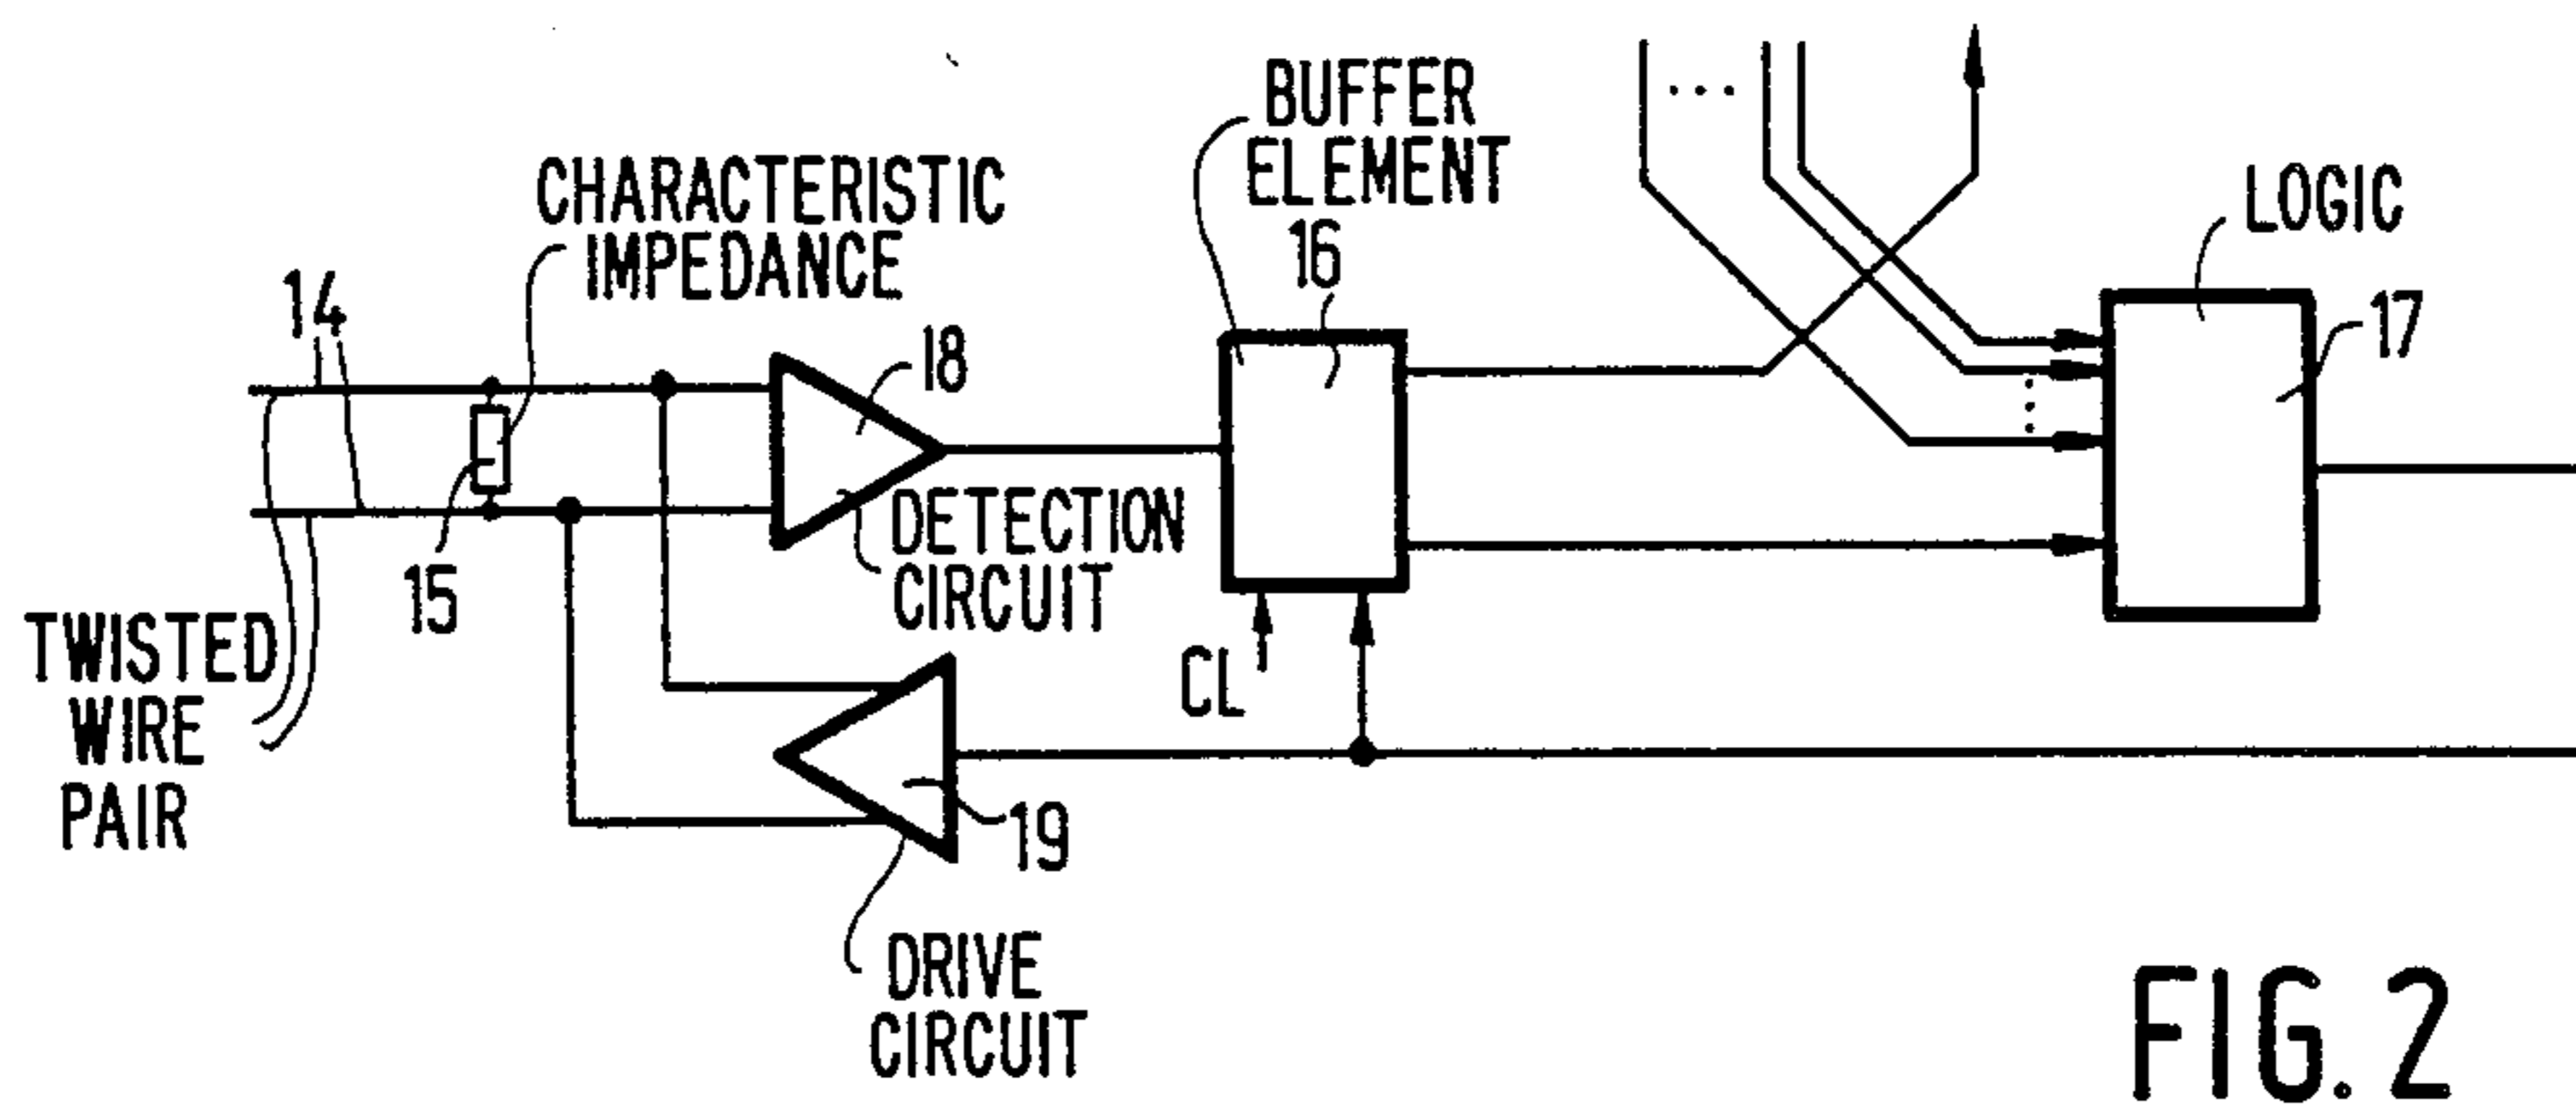 BUFFER
ELEMENT
16
CHARACTERISTIC
IMPEDANCE
LOGIC
14
17
18
15
DETECTION
CIRCUIT
TWISTED
WIRE
PAIR
CL
19
DRIVE
CIRCUIT
FIG. 2